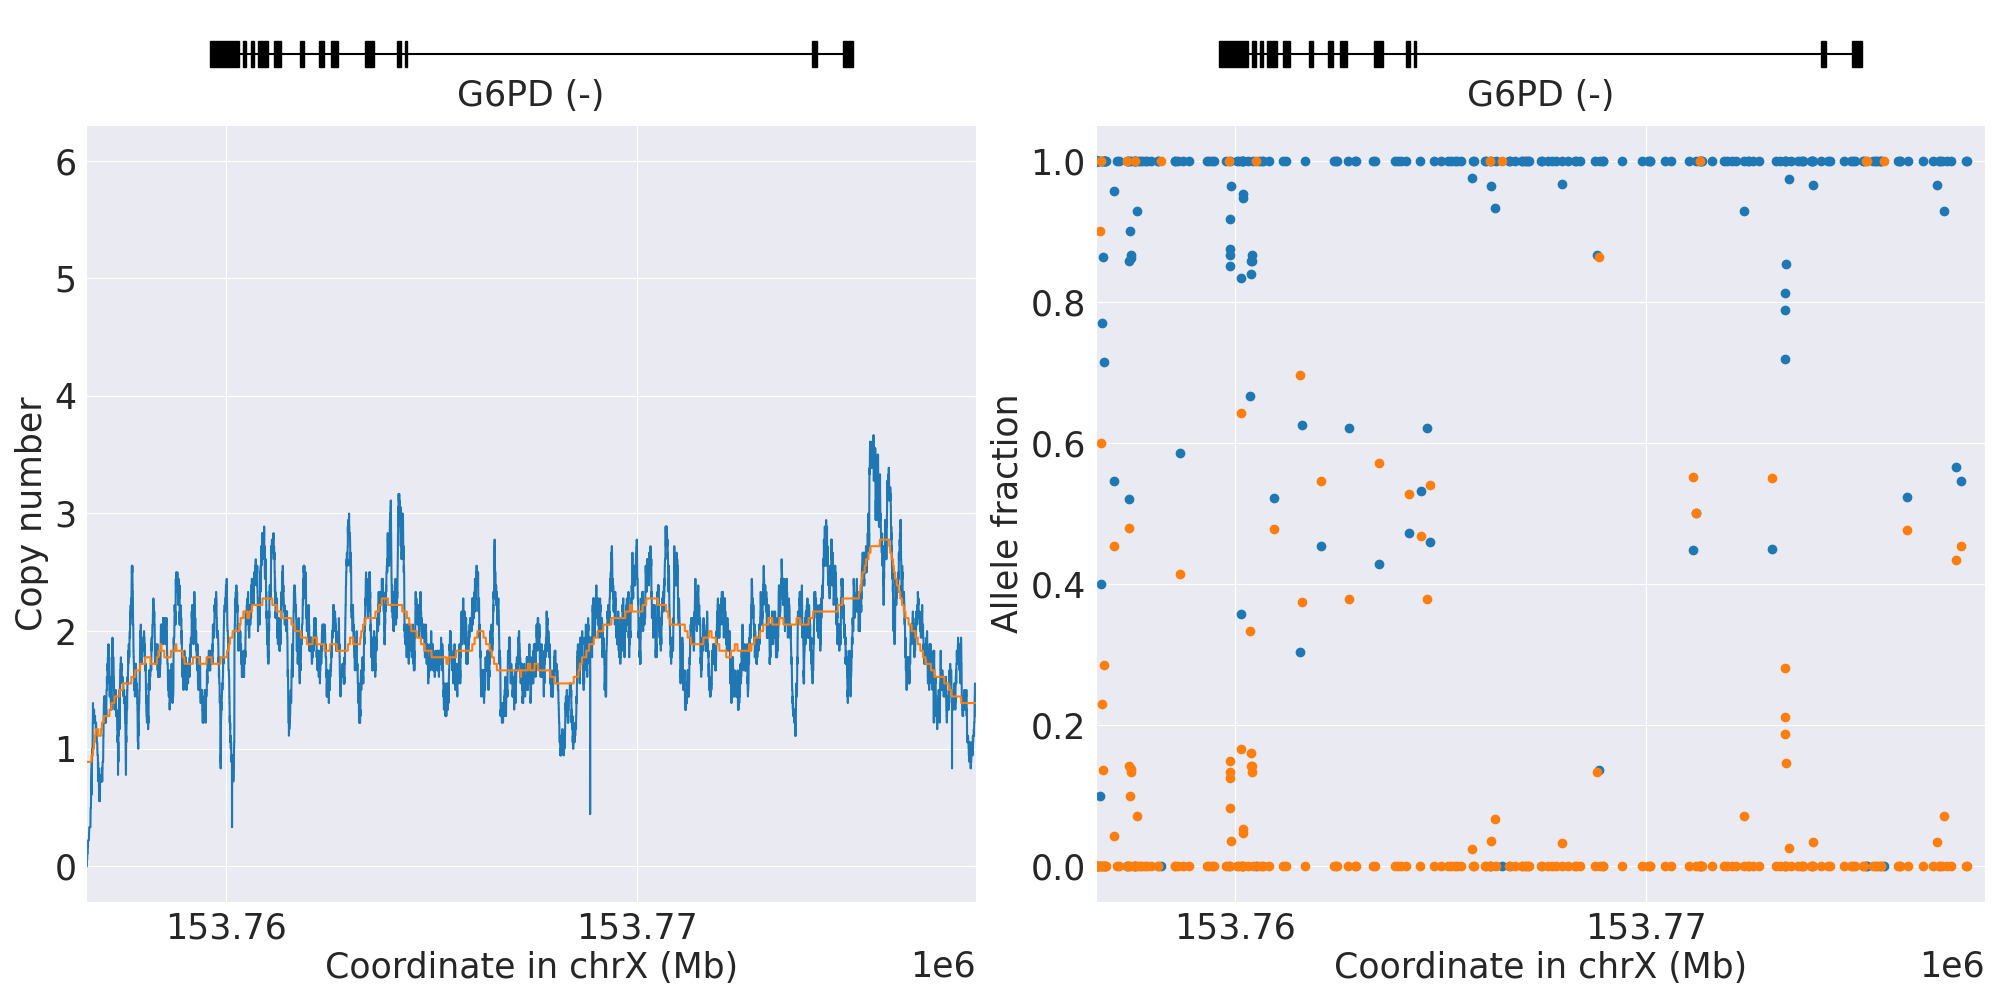 G6PD (-)
6
5
4
3
2
1
0
Copy number
153.76
153.77
Coordinate in chrX (Mb)
1e6
G6PD (-)
1.0
0.8
0.6
0.4
0.2
0.0
Allele fraction
153.76
153.77
Coordinate in chrX (Mb)
1e6